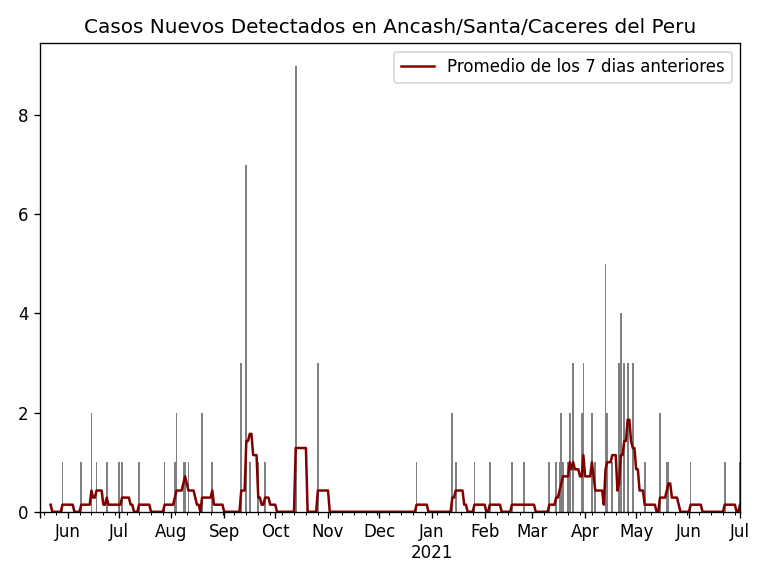 Casos Nuevos Detectados en Ancash/Santa/Caceres del Peru
Promedio de los 7 dias anteriores
8
6
4
2
0
Jun Jul Aug Sep Oct Nov Dec Jan Feb Mar Apr May Jun Jul
2021